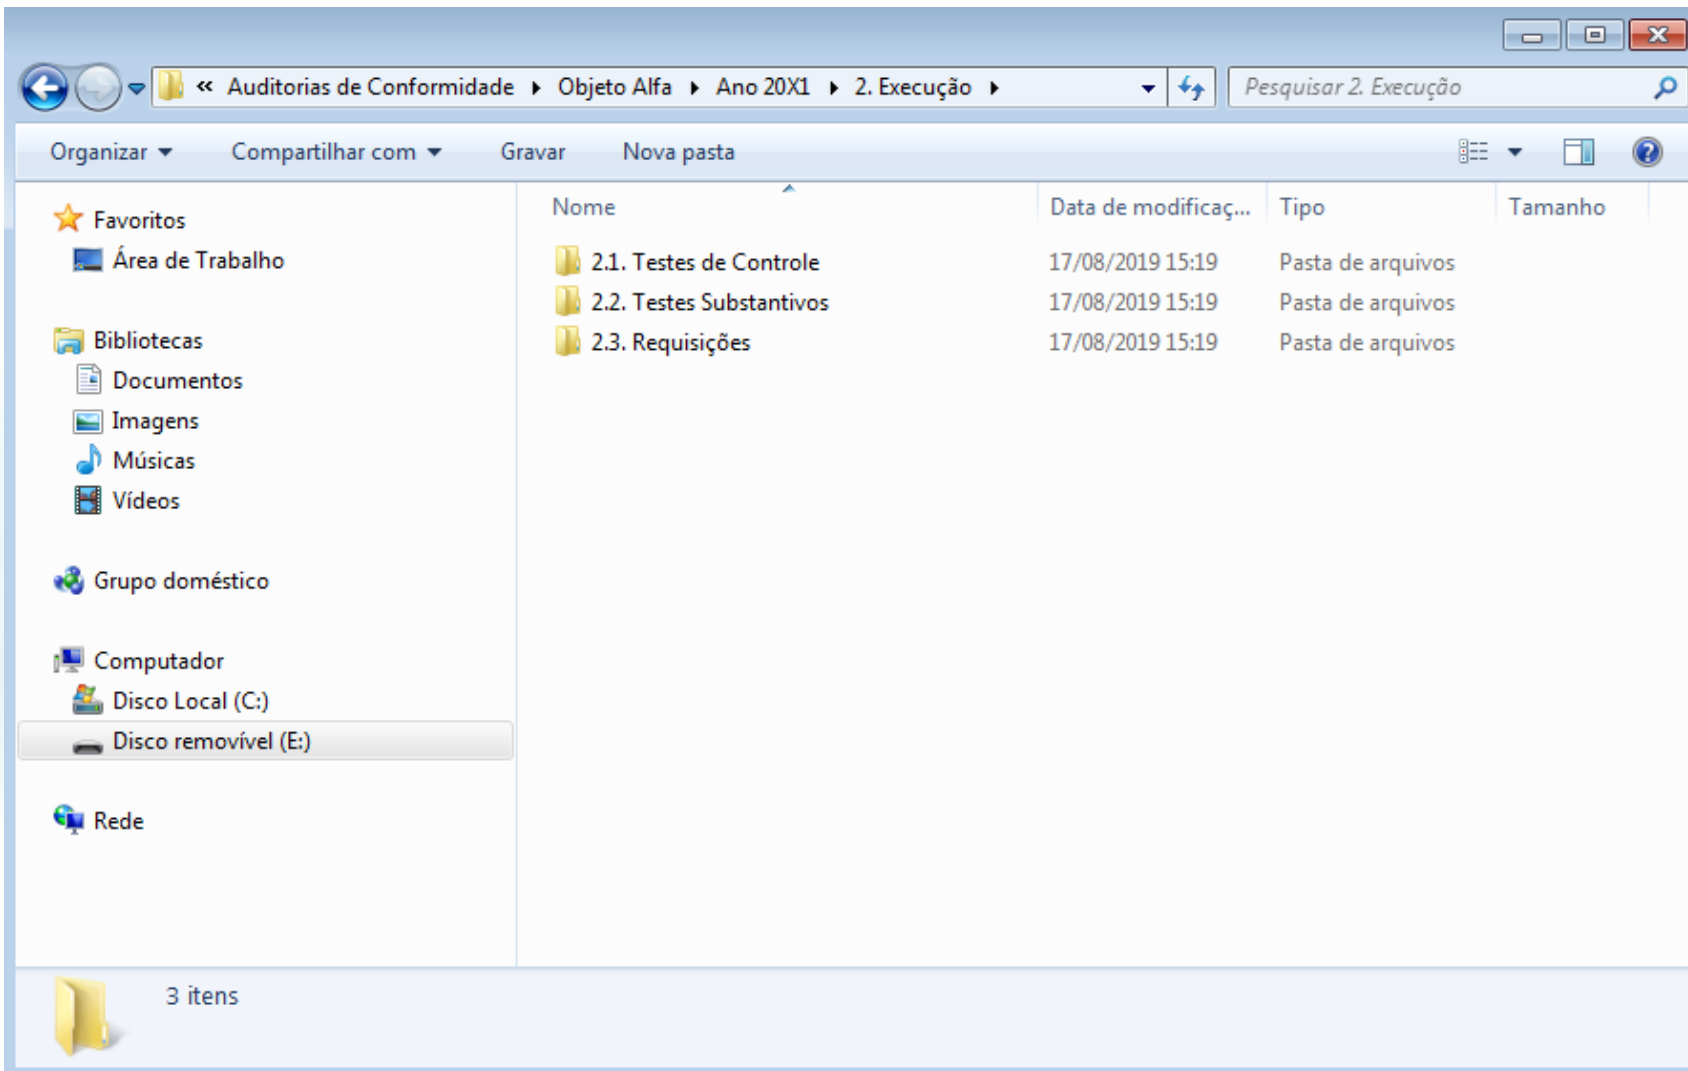 « Auditorias de Conformidade ▸ Objeto Alfa ▸ Ano 20X1 ▸ 2. Execução ▸ Pesquisar 2. Execução
Organizar Compartilhar com Gravar Nova pasta
Nome Data de modificaç... Tipo Tamanho
2.1. Testes de Controle 17/08/2019 15:19 Pasta de arquivos
2.2. Testes Substantivos 17/08/2019 15:19 Pasta de arquivos
2.3. Requisições 17/08/2019 15:19 Pasta de arquivos
Favoritos
Área de Trabalho
Bibliotecas
Documentos
Imagens
Músicas
Vídeos
Grupo doméstico
Computador
Disco Local (C:)
Disco removível (E:)
Rede
3 itens